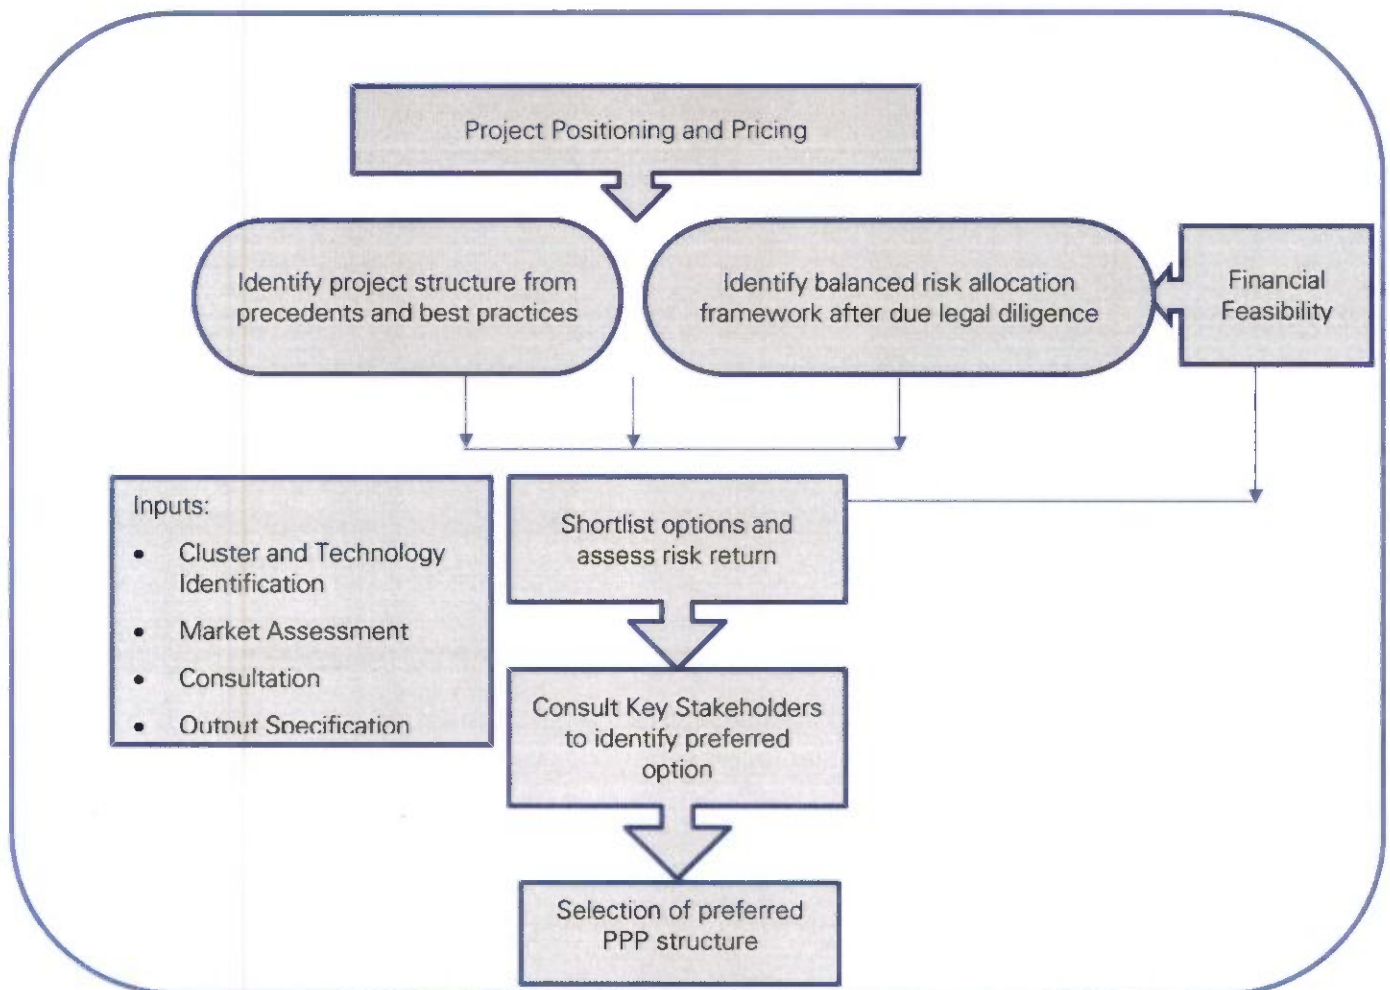 Project Positioning and Pricing
Identify project structure from
precedents and best practices
Identify balanced risk allocation
framework after due legal diligence
Financial
Feasibility
Inputs:
• Cluster and Technology
Identification
• Market Assessment
• Consultation
• Output Specification
Shortlist options and
assess risk return
Consult Key Stakeholders
to identify preferred
option
Selection of preferred
PPP structure